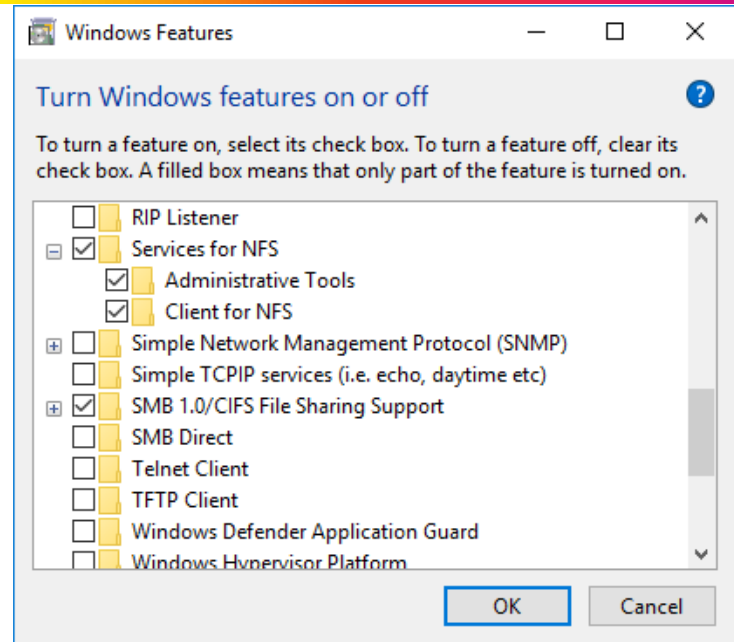 Windows Features
Turn Windows features on or off
To turn a feature on, select its check box. To turn a feature off, clear its
check box. A filled box means that only part of the feature is turned on.
RIP Listener
Services for NFS
Administrative Tools
Client for NFS
Simple Network Management Protocol (SNMP)
Simple TCPIP services (i.e. echo, daytime etc)
SMB 1.0/CIFS File Sharing Support
SMB Direct
Telnet Client
TFTP Client
Windows Defender Application Guard
Windows Hypervisor Platform
OK Cancel